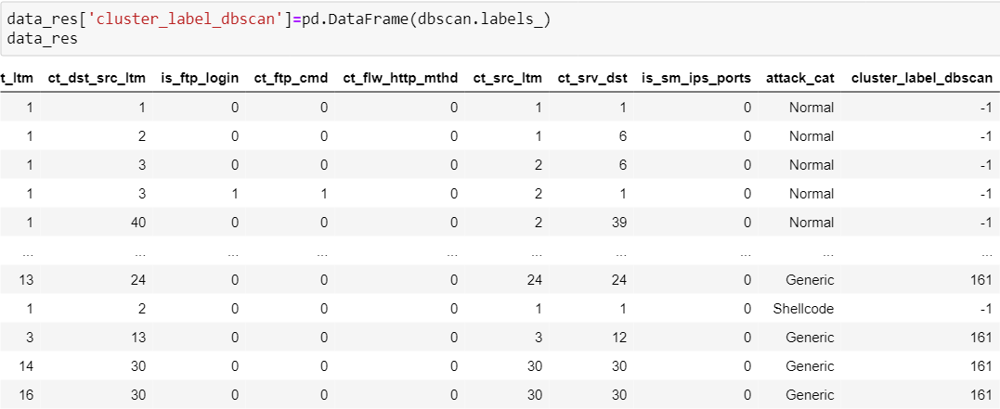 data_res['cluster_label_dbscan']=pd.DataFrame(dbscan.labels_)
data_res
t_ltm ct_dst_src_ltm is_ftp_login ct_ftp_cmd ct_flw_http_mthd ct_src_ltm ct_srv_dst is_sm_ips_ports attack_cat cluster_label_dbscan
1 1 0 0 0 1 1 0 Normal -1
1 2 0 0 0 1 6 0 Normal -1
1 3 0 0 0 2 6 0 Normal -1
1 3 1 1 0 2 1 0 Normal -1
1 40 0 0 0 2 39 0 Normal -1
... ... ... ... ... ... ... ... ... ...
13 24 0 0 0 24 24 0 Generic 161
1 2 0 0 0 1 1 0 Shellcode -1
3 13 0 0 0 3 12 0 Generic 161
14 30 0 0 0 30 30 0 Generic 161
16 30 0 0 0 30 30 0 Generic 161